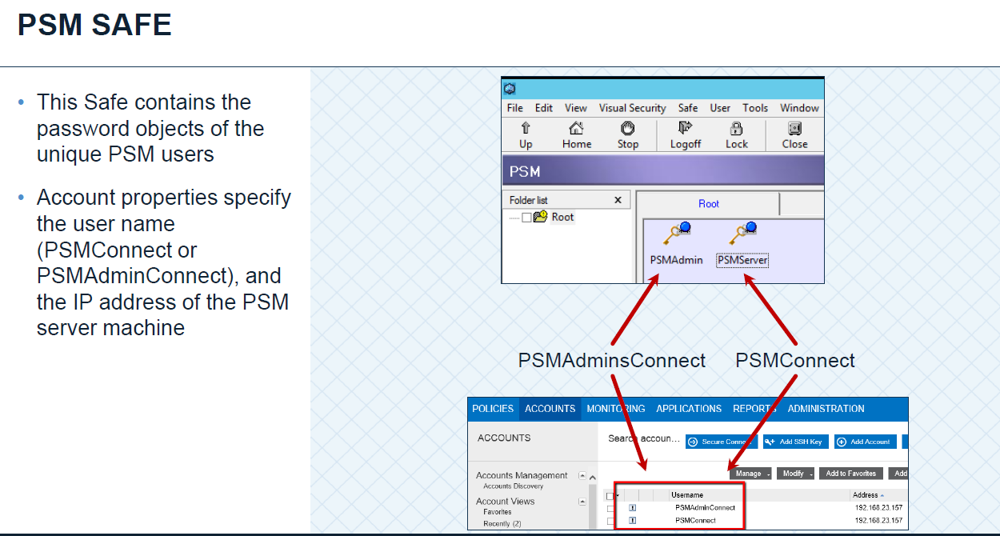 PSM SAFE
• This Safe contains the
password objects of the
unique PSM users
• Account properties specify
the user name
(PSMConnect or
PSMAdminConnect), and
the IP address of the PSM
server machine
File Edit View Visual Security Safe User Tools Window
Up Home Stop Logoff Lock Close
PSM
Folder list x
Root
Root
PSMAdmin PSMServer
PSMAdminsConnect PSMConnect
POLICIES ACCOUNTS MONITORING APPLICATIONS REPORTS ADMINISTRATION
ACCOUNTS
Search accoun... Secure Connect Add SSH Key Add Account
Manage Modify Add to Favorites Add
Accounts Management
Accounts Discovery
Account Views
Favorites
Recently (2)
Username Address
PSMAdminConnect 192.168.23.157
PSMConnect 192.168.23.157